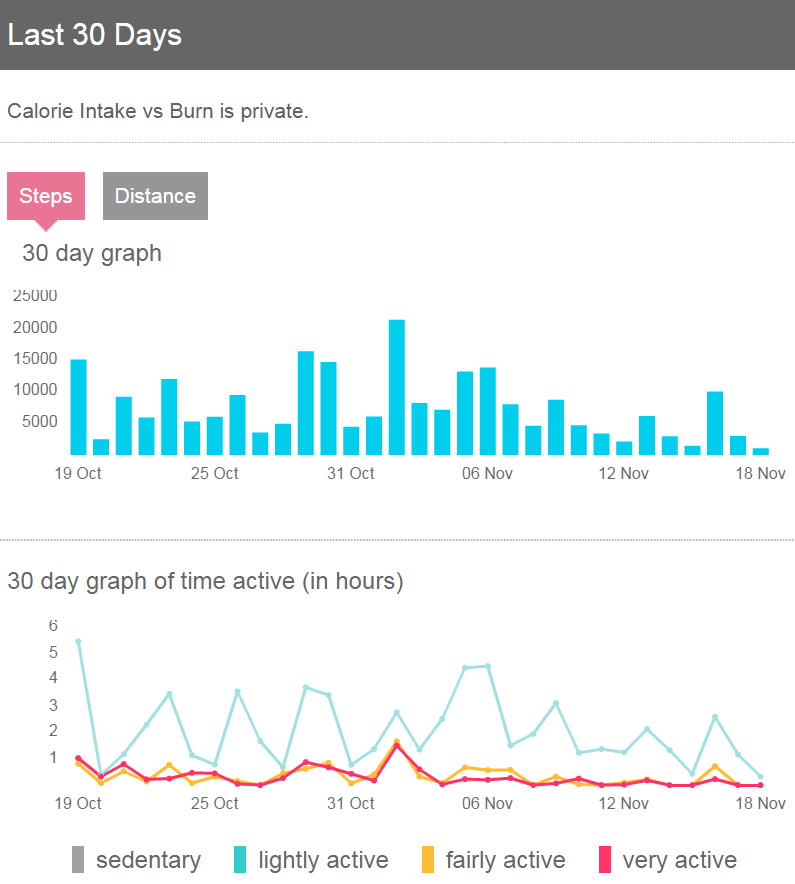 Last 30 Days
Calorie Intake vs Burn is private.
Steps Distance
30 day graph
25000
20000
15000
10000
5000
19 Oct 25 Oct 31 Oct 06 Nov 12 Nov 18 Nov
30 day graph of time active (in hours)
6
5
4
3
2
1
19 Oct 25 Oct 31 Oct 06 Nov 12 Nov 18 Nov
sedentary lightly active fairly active very active